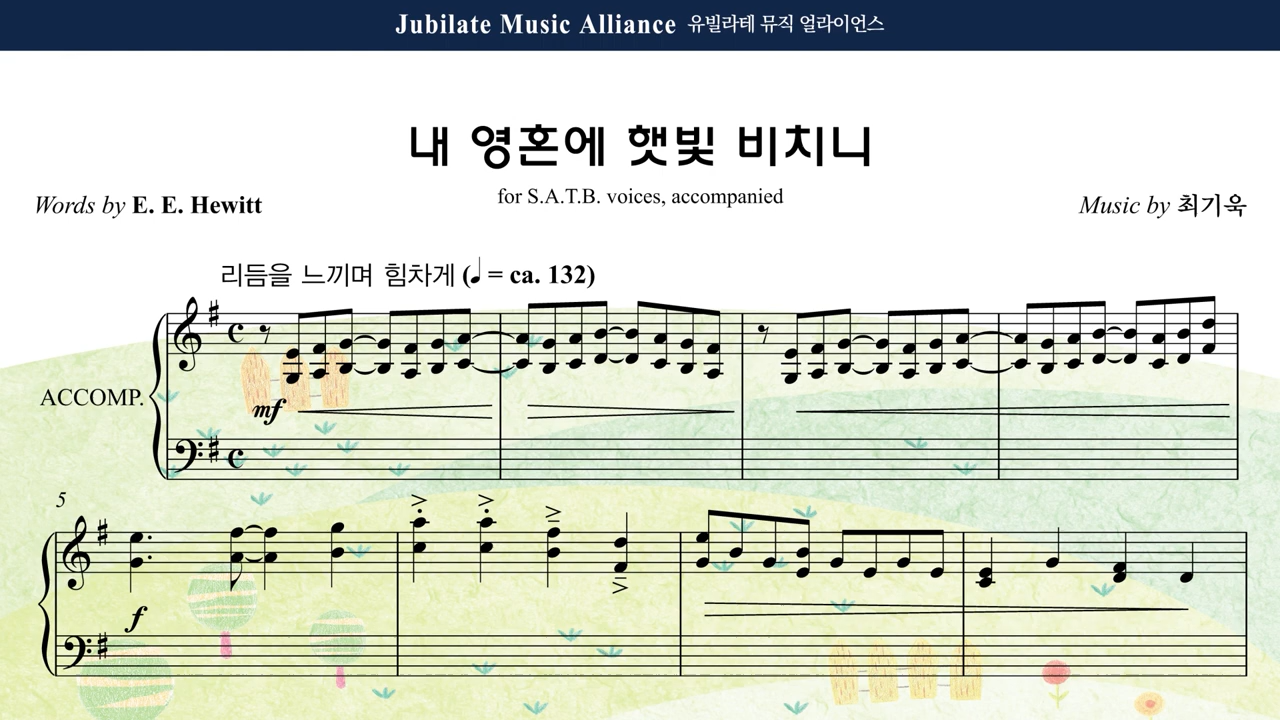 Jubilate Music Alliance 유빌라테 뮤직 얼라이언스
내 영혼에 햇빛 비치니
for S.A.T.B. voices, accompanied
Words by E. E. Hewitt
Music by 최기욱
리듬을 느끼며 힘차게 (♩ = ca. 132)
ACCOMP.
mf
5
f